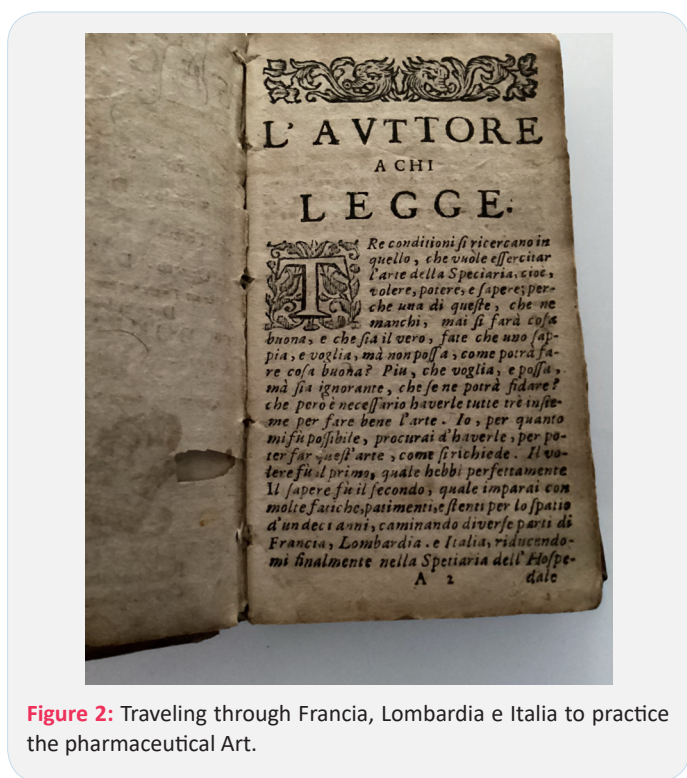 L' AVTTORE
A CHI
LEGGE.
TRe conditioni ſi ricercano in
quello, che vuole eſſercitar
l'arte della Speciaria, cioè,
volere, potere, e ſapere; per-
che una di queſte, che ne
manchi, mai ſi farà coſa
buona, e che ſia il vero, fate che uno ſap-
pia, e voglia, mà non poſſa, come potrà fa-
re coſa buona? Piu, che voglia, e poſſa,
mà ſia ignorante, che ſe ne potrà fidare?
che però è neceſſario haverle tutte trè inſie-
me per fare bene l'arte. Io, per quanto
mi fù poſſibile, procurai d'haverle, per po-
ter far queſt'arte, come ſi richiede. Il vo-
lere fù il primo, quale hebbi perfettamente
Il ſapere fù il ſecondo, quale imparai con
molte fatiche, patimenti, e ſtenti per lo ſpatio
d'undeci anni, caminando diverſe parti di
Francia, Lombardia. e Italia, riducendo-
mi finalmente nella Spetiaria dell' Hoſpe-
A 2 dale
Figure 2: Traveling through Francia, Lombardia e Italia to practice
the pharmaceutical Art.